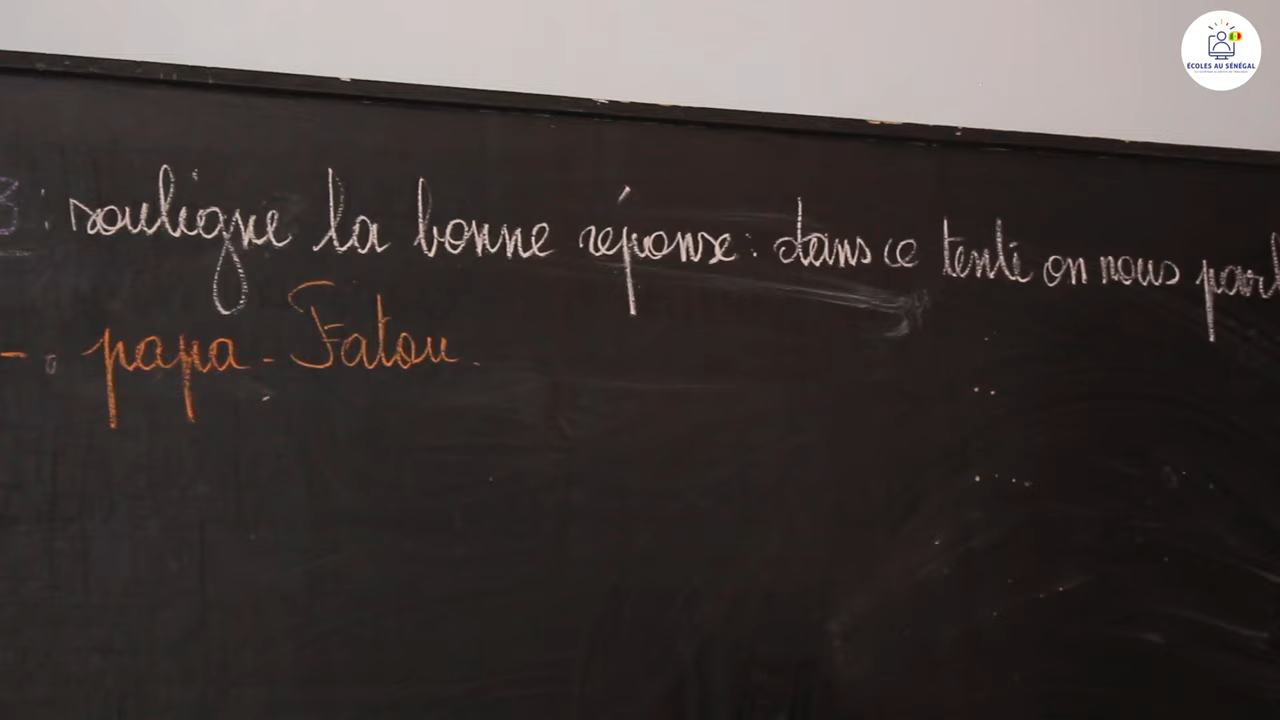 ÉCOLES AU SÉNÉGAL
3: souligne la bonne réponse: dans ce texte on nous parl
-. papa - Fatou.